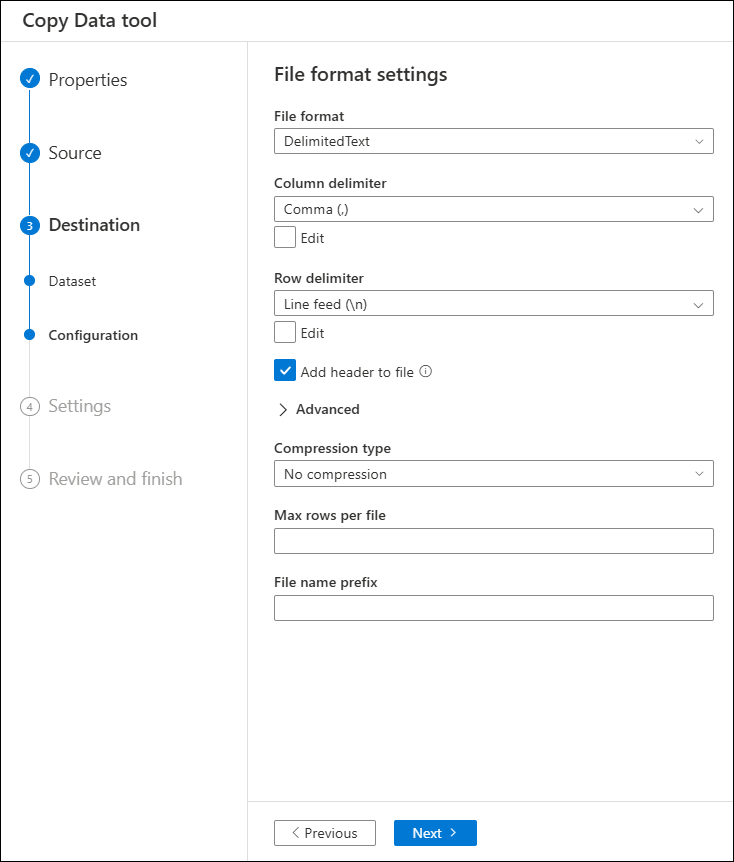 Copy Data tool
Properties
Source
3 Destination
Dataset
Configuration
4 Settings
5 Review and finish
File format settings
File format
DelimitedText
Column delimiter
Comma (,)
Edit
Row delimiter
Line feed (\n)
Edit
Add header to file
Advanced
Compression type
No compression
Max rows per file
File name prefix
Previous
Next